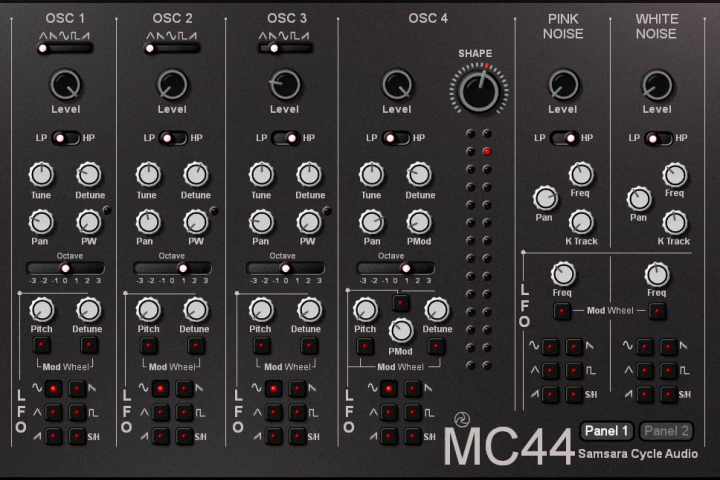 OSC 1
OSC 2
OSC 3
OSC 4
PINK
NOISE
WHITE
NOISE
SHAPE
Level
Level
Level
Level
Level
Level
LP HP
LP HP
LP HP
LP HP
LP HP
LP HP
Tune Detune
Tune Detune
Tune Detune
Tune Detune
Freq
Freq
Pan
Pan
Pan PW
Pan PW
Pan PW
Pan PMod
K Track
K Track
Octave
Octave
Octave
Octave
-3 -2 -1 0 1 2 3
-3 -2 -1 0 1 2 3
-3 -2 -1 0 1 2 3
-3 -2 -1 0 1 2 3
Freq
Freq
Mod Wheel
Pitch Detune
Pitch Detune
Pitch Detune
Pitch Detune
PMod
Mod Wheel
Mod Wheel
Mod Wheel
Mod Wheel
LFO
LFO
LFO
LFO
LFO
S/H
S/H
S/H
S/H
S/H
S/H
MC44
Panel 1
Panel 2
Samsara Cycle Audio